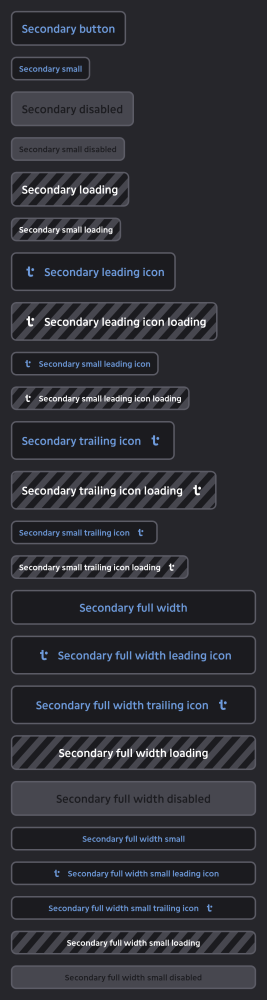 Secondary button
Secondary small
Secondary disabled
Secondary small disabled
Secondary loading
Secondary small loading
Secondary leading icon
Secondary leading icon loading
Secondary small leading icon
Secondary small leading icon loading
Secondary trailing icon
Secondary trailing icon loading
Secondary small trailing icon
Secondary small trailing icon loading
Secondary full width
Secondary full width leading icon
Secondary full width trailing icon
Secondary full width loading
Secondary full width disabled
Secondary full width small
Secondary full width small leading icon
Secondary full width small trailing icon
Secondary full width small loading
Secondary full width small disabled